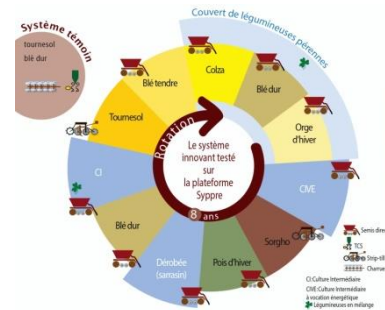 Système témoin
tournesol
blé dur
Couvert de légumineuses pérennes
Colza
Blé dur
Orge
d'hiver
CIVE
Sorgho
Pois d'hiver
Dérobée
(sarrasin)
Blé dur
CI
Tournesol
Blé tendre
Rotation
8 ans
Le système
innovant testé
sur
la plateforme
Syppre
Semis dire
TCS
Strip-till
Charrue
CI:Culture Intermédiaire
CIVE:Culture Intermédiaire
à vocation énergétique
Légumineuses en mélange